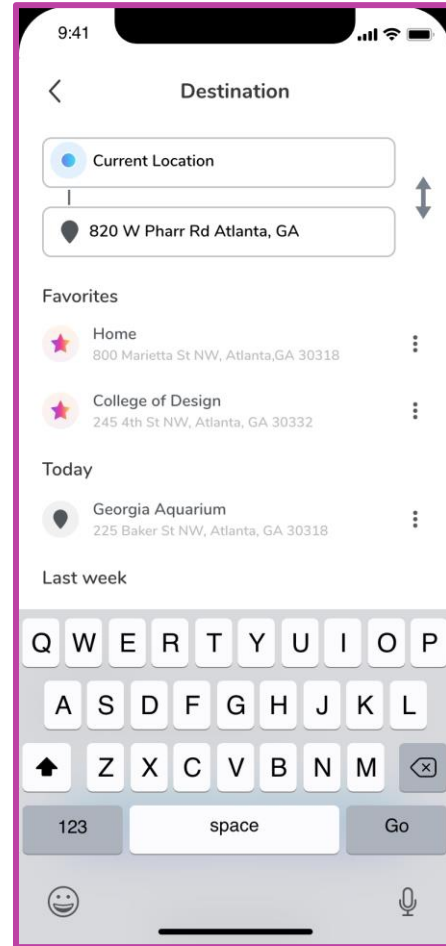 9:41
Destination
Current Location
820 W Pharr Rd Atlanta, GA
Favorites
Home
800 Marietta St NW, Atlanta,GA 30318
College of Design
245 4th St NW, Atlanta, GA 30332
Today
Georgia Aquarium
225 Baker St NW, Atlanta, GA 30318
Last week
Q W E R T Y U I O P
A S D F G H J K L
Z X C V B N M
123 space Go